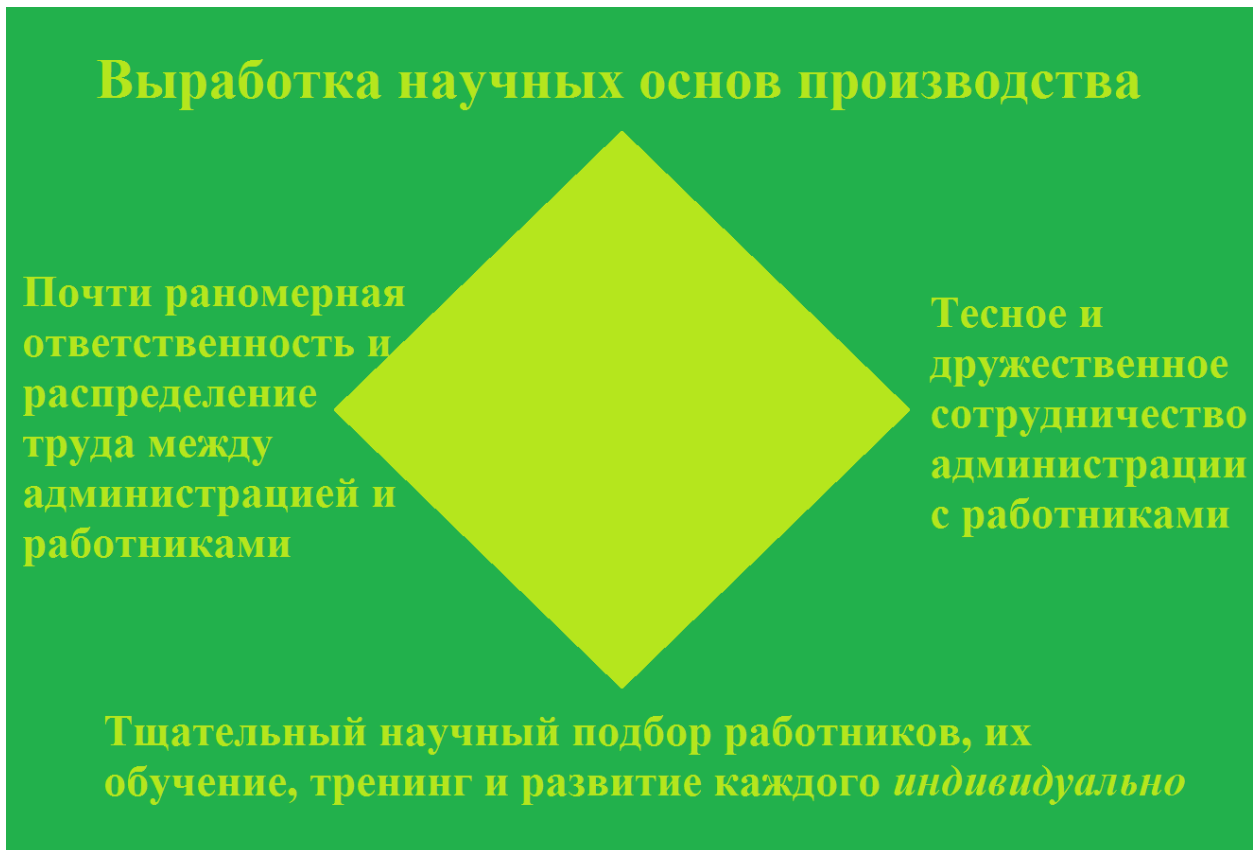 Выработка научных основ производства
Почти раномерная
ответственность и
распределение
труда между
администрацией и
работниками
Тесное и
дружественное
сотрудничество
администрации
с работниками
Тщательный научный подбор работников, их
обучение, тренинг и развитие каждого индивидуально